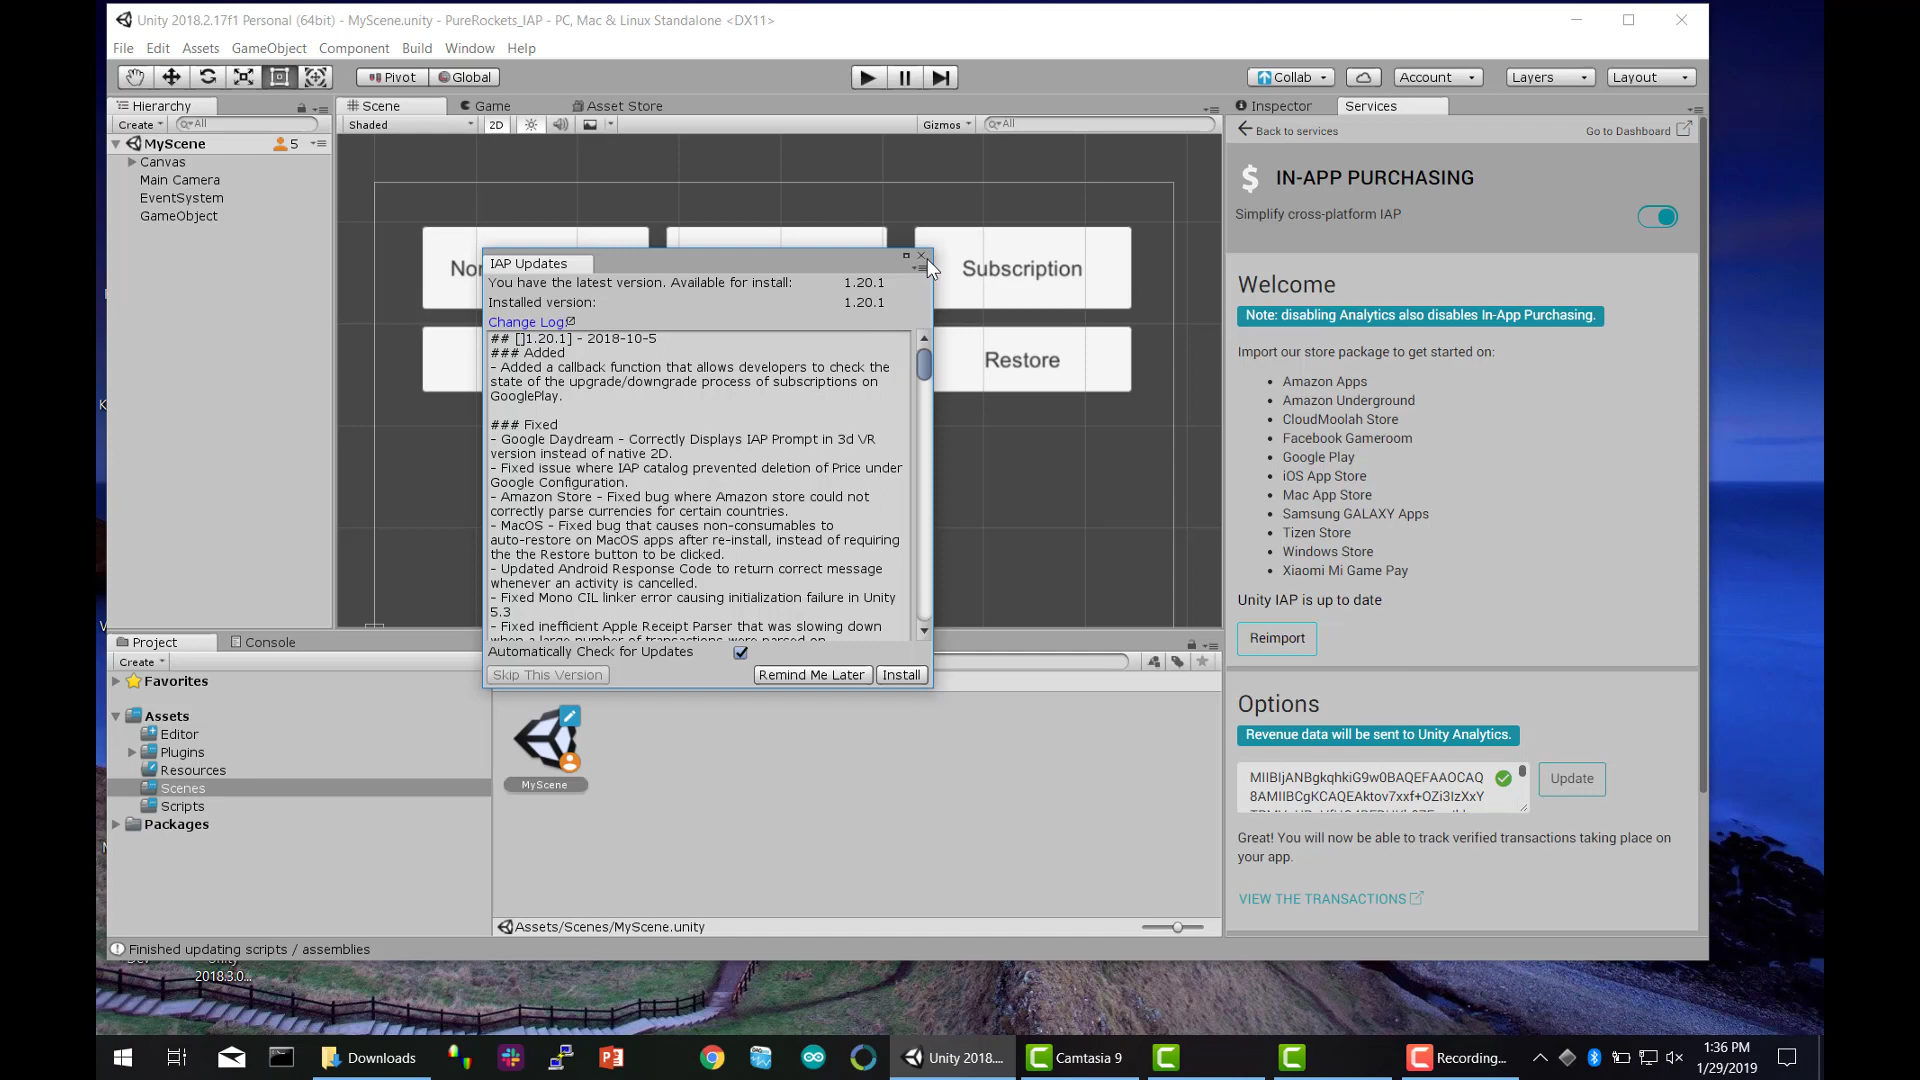 Unity 2018.2.17f1 Personal (64bit) - MyScene.unity - PureRockets_IAP - PC, Mac & Linux Standalone <DX11>
File Edit Assets GameObject Component Build Window Help
Pivot Global Collab Account Layers Layout
Hierarchy
Create All
MyScene 5
Canvas
Main Camera
EventSystem
GameObject
Scene Game Asset Store
Shaded 2D Gizmos All
Subscription
Restore
IAP Updates
You have the latest version. Available for install: 1.20.1
Installed version: 1.20.1
Change Log
## []1.20.1] - 2018-10-5
### Added
- Added a callback function that allows developers to check the
state of the upgrade/downgrade process of subscriptions on
GooglePlay.
### Fixed
- Google Daydream - Correctly Displays IAP Prompt in 3d VR
version instead of native 2D.
- Fixed issue where IAP catalog prevented deletion of Price under
Google Configuration.
- Amazon Store - Fixed bug where Amazon store could not
correctly parse currencies for certain countries.
- MacOS - Fixed bug that causes non-consumables to
auto-restore on MacOS apps after re-install, instead of requiring
the the Restore button to be clicked.
- Updated Android Response Code to return correct message
whenever an activity is cancelled.
- Fixed Mono CIL linker error causing initialization failure in Unity
5.3
- Fixed inefficient Apple Receipt Parser that was slowing down
when a large number of transactions were parsed on
Automatically Check for Updates
Skip This Version Remind Me Later Install
Inspector Services
Back to services Go to Dashboard
$ IN-APP PURCHASING
Simplify cross-platform IAP
Welcome
Note: disabling Analytics also disables In-App Purchasing.
Import our store package to get started on:
• Amazon Apps
• Amazon Underground
• CloudMoolah Store
• Facebook Gameroom
• Google Play
• iOS App Store
• Mac App Store
• Samsung GALAXY Apps
• Tizen Store
• Windows Store
• Xiaomi Mi Game Pay
Unity IAP is up to date
Reimport
Options
Revenue data will be sent to Unity Analytics.
MIIBIjANBgkqhkiG9w0BAQEFAAOCAQ
8AMIIBCgKCAQEAktov7xxf+OZi3IzXxY
Update
Great! You will now be able to track verified transactions taking place on
your app.
VIEW THE TRANSACTIONS
Project Console
Create
Favorites
Assets
Editor
Plugins
Resources
Scenes
Scripts
Packages
MyScene
Assets/Scenes/MyScene.unity
Finished updating scripts / assemblies
2018.3.0...
Downloads
Unity 2018....
Camtasia 9
Recording...
1:36 PM
1/29/2019